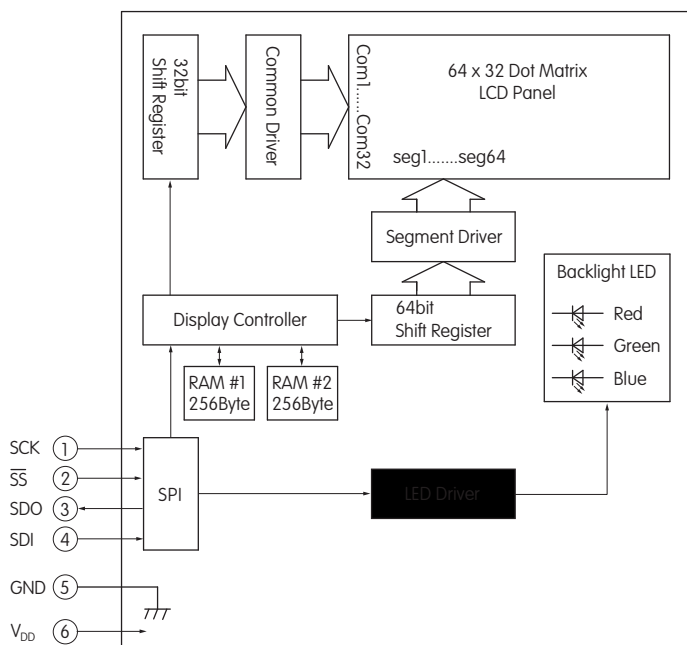 32bit
Shift Register
Common Driver
Com1......Com32
64 x 32 Dot Matrix
LCD Panel
seg1.......seg64
Segment Driver
Backlight LED
Red
Green
Blue
Display Controller
64bit
Shift Register
RAM #1
256Byte
RAM #2
256Byte
SCK 1
SS 2
SDO 3
SDI 4
SPI
LED Driver
GND 5
VDD 6